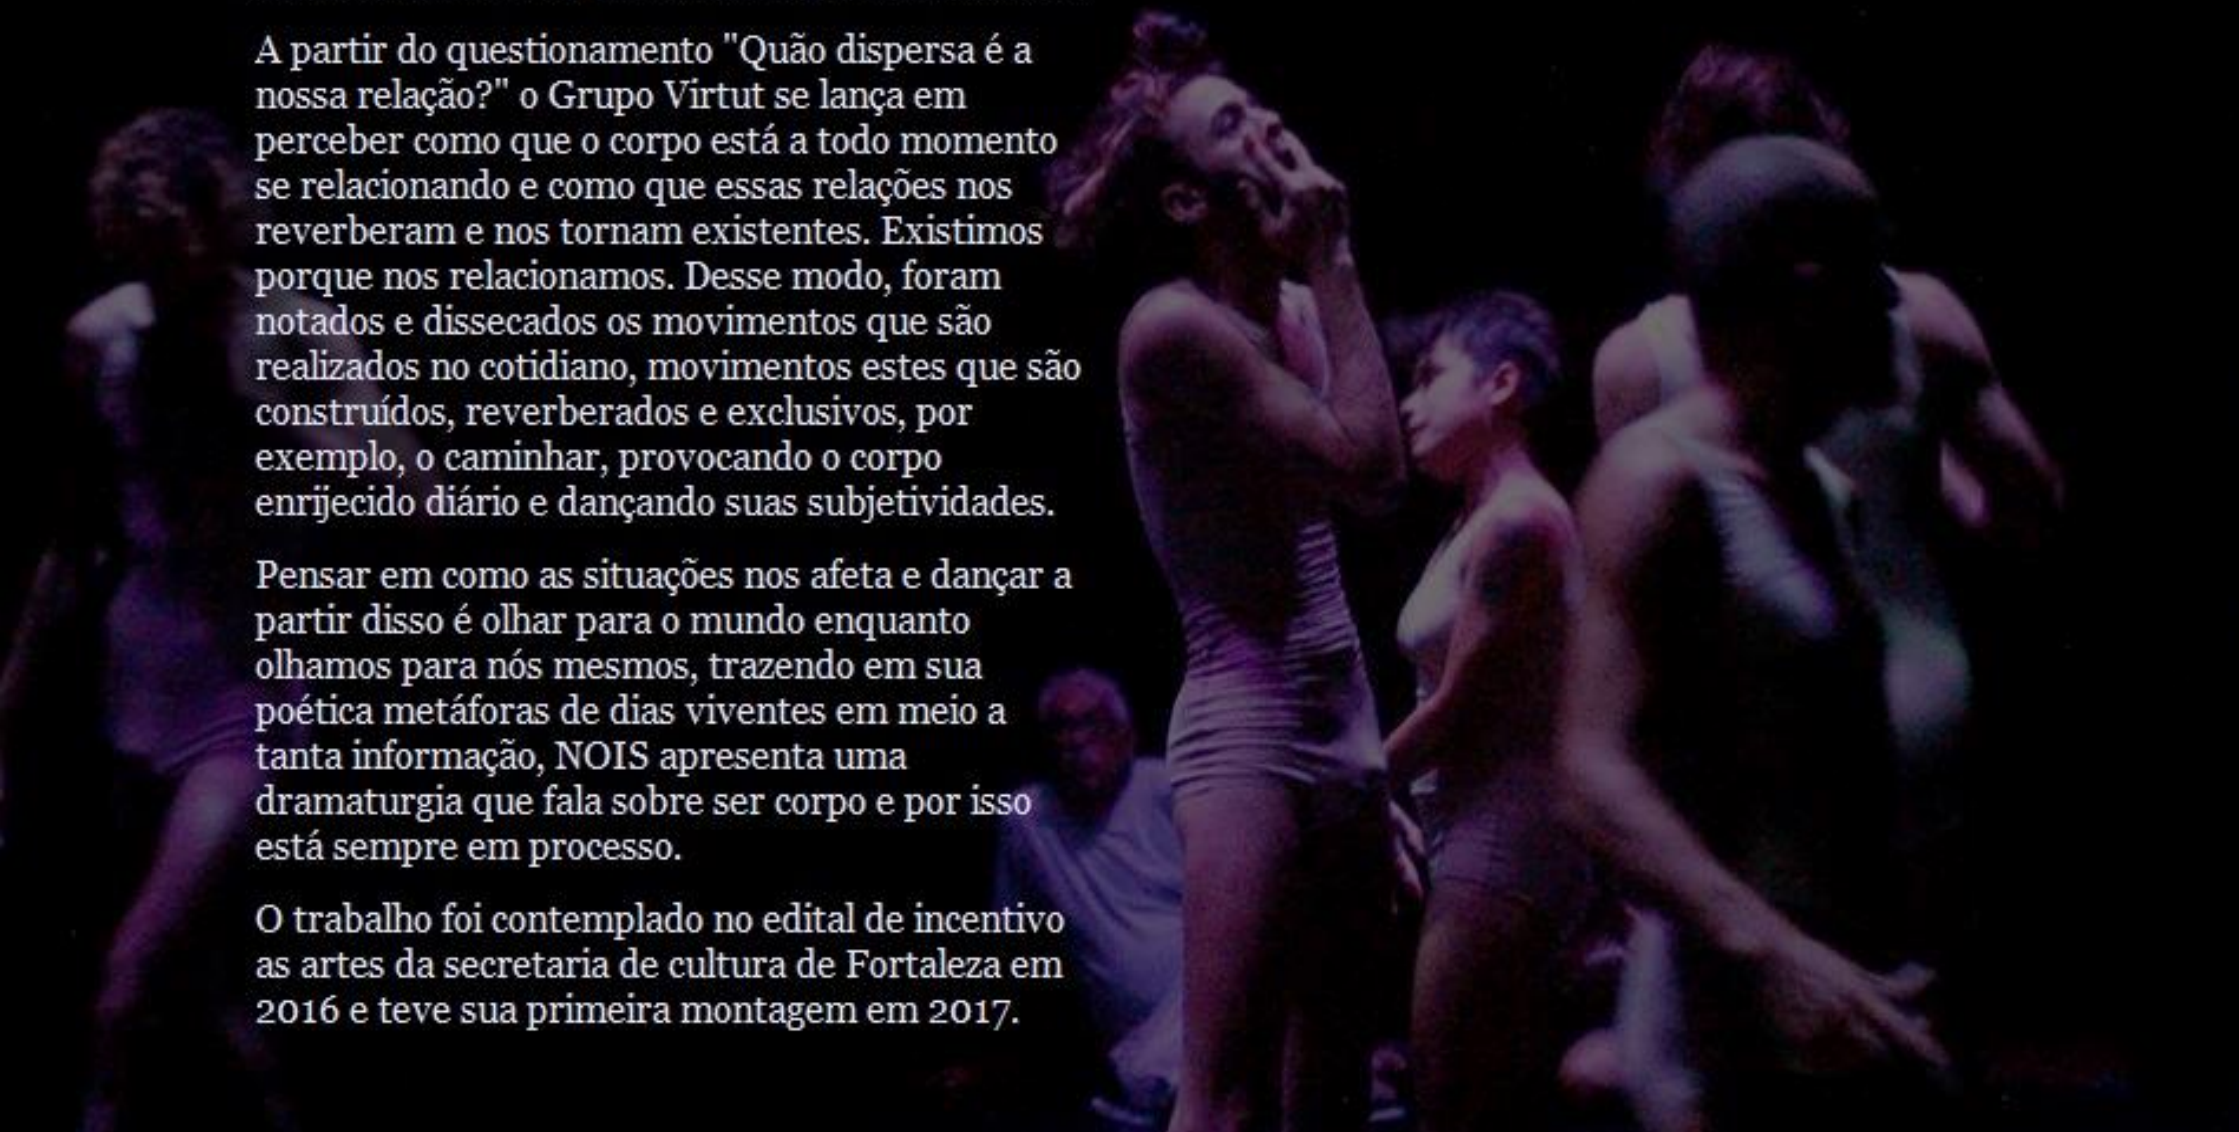 A partir do questionamento "Quão dispersa é a
nossa relação?" o Grupo Virtut se lança em
perceber como que o corpo está a todo momento
se relacionando e como que essas relações nos
reverberam e nos tornam existentes. Existimos
porque nos relacionamos. Desse modo, foram
notados e dissecados os movimentos que são
realizados no cotidiano, movimentos estes que são
construídos, reverberados e exclusivos, por
exemplo, o caminhar, provocando o corpo
enrijecido diário e dançando suas subjetividades.
Pensar em como as situações nos afeta e dançar a
partir disso é olhar para o mundo enquanto
olhamos para nós mesmos, trazendo em sua
poética metáforas de dias viventes em meio a
tanta informação, NOIS apresenta uma
dramaturgia que fala sobre ser corpo e por isso
está sempre em processo.
O trabalho foi contemplado no edital de incentivo
as artes da secretaria de cultura de Fortaleza em
2016 e teve sua primeira montagem em 2017.